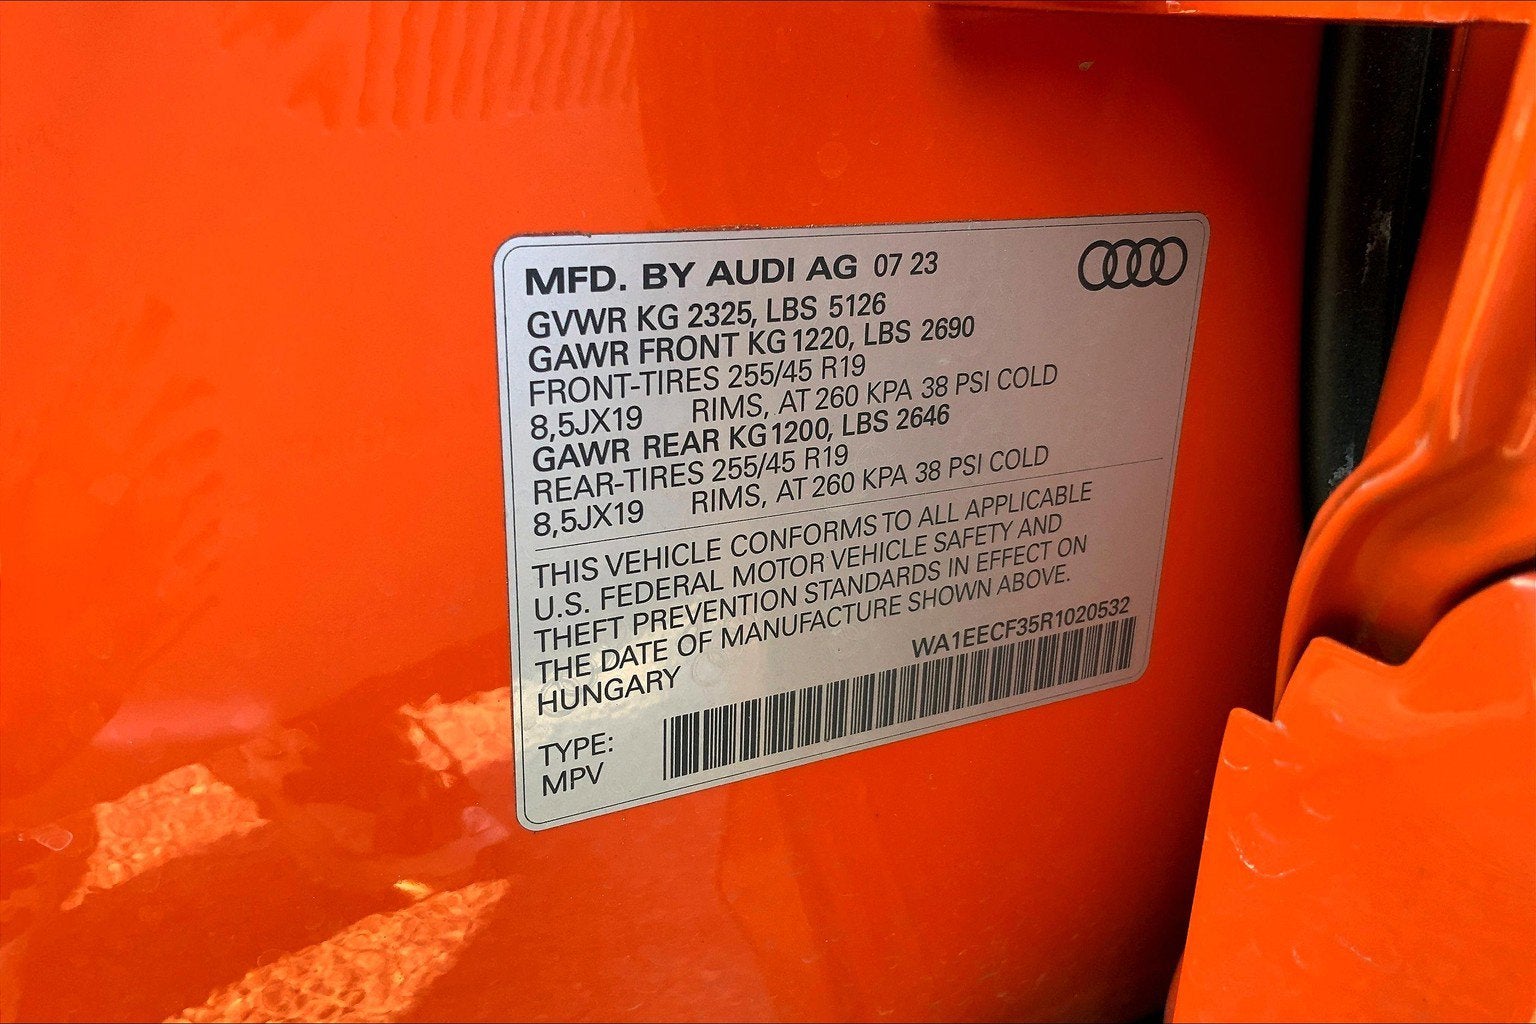 MFD. BY AUDI AG 07 23
GVWR KG 2325, LBS 5126
GAWR FRONT KG 1220, LBS 2690
FRONT-TIRES 255/45 R19
8,5JX19 RIMS, AT 260 KPA 38 PSI COLD
GAWR REAR KG 1200, LBS 2646
REAR-TIRES 255/45 R19
8,5JX19 RIMS, AT 260 KPA 38 PSI COLD
THIS VEHICLE CONFORMS TO ALL APPLICABLE
U.S. FEDERAL MOTOR VEHICLE SAFETY AND
THEFT PREVENTION STANDARDS IN EFFECT ON
THE DATE OF MANUFACTURE SHOWN ABOVE.
HUNGARY WA1EECF35R1020532
TYPE:
MPV